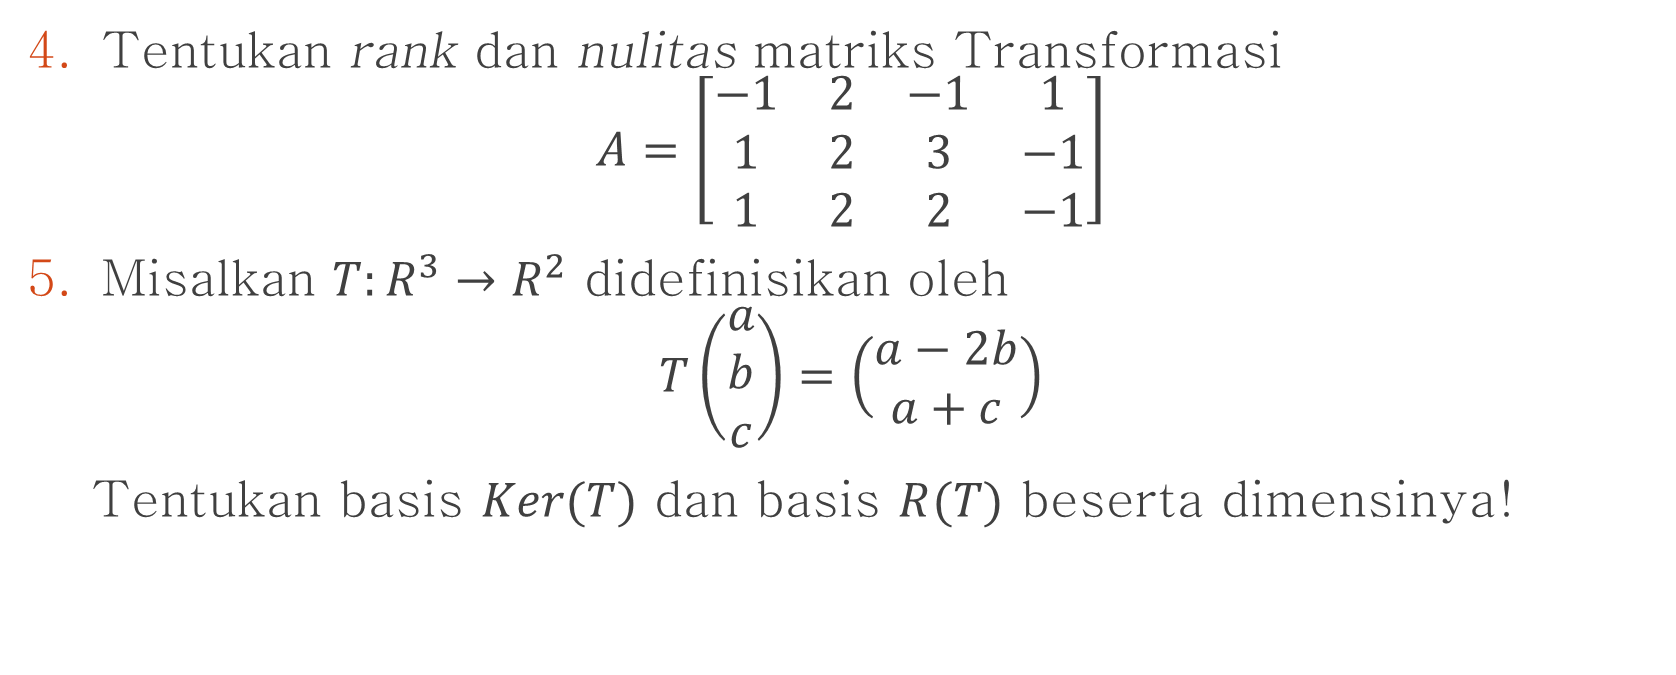 4. Tentukan rank dan nulitas matriks Transformasi
A = [−1 2 −1 1
1 2 3 −1
1 2 2 −1]
5. Misalkan T: R³ → R² didefinisikan oleh
T(a b c) = (a − 2b
a + c)
Tentukan basis Ker(T) dan basis R(T) beserta dimensinya!